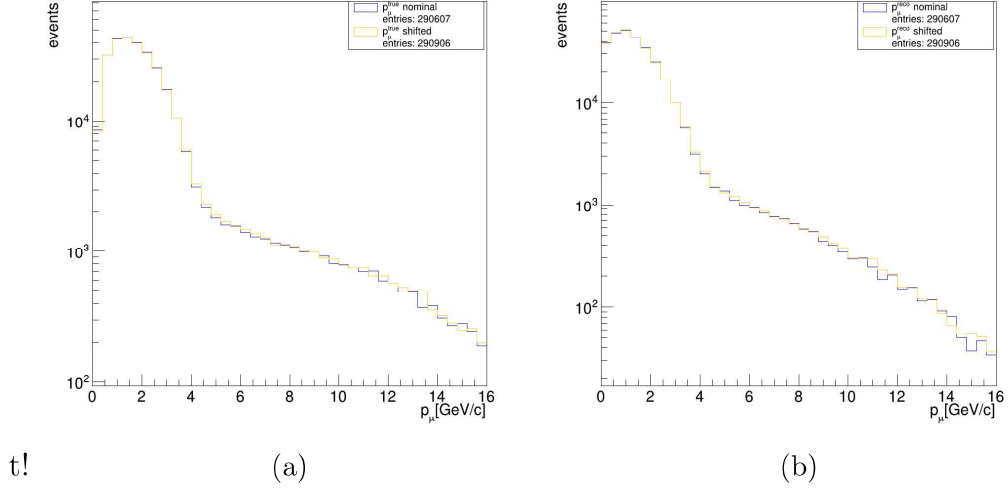 events
p_μ^true nominal
entries: 290607
p_μ^true shifted
entries: 290906
10^4
10^3
10^2
0 2 4 6 8 10 12 14 16
p_μ[GeV/c]
events
p_μ^reco nominal
entries: 290607
p_μ^reco shifted
entries: 290906
10^4
10^3
10^2
0 2 4 6 8 10 12 14 16
p_μ[GeV/c]
t! (a) (b)